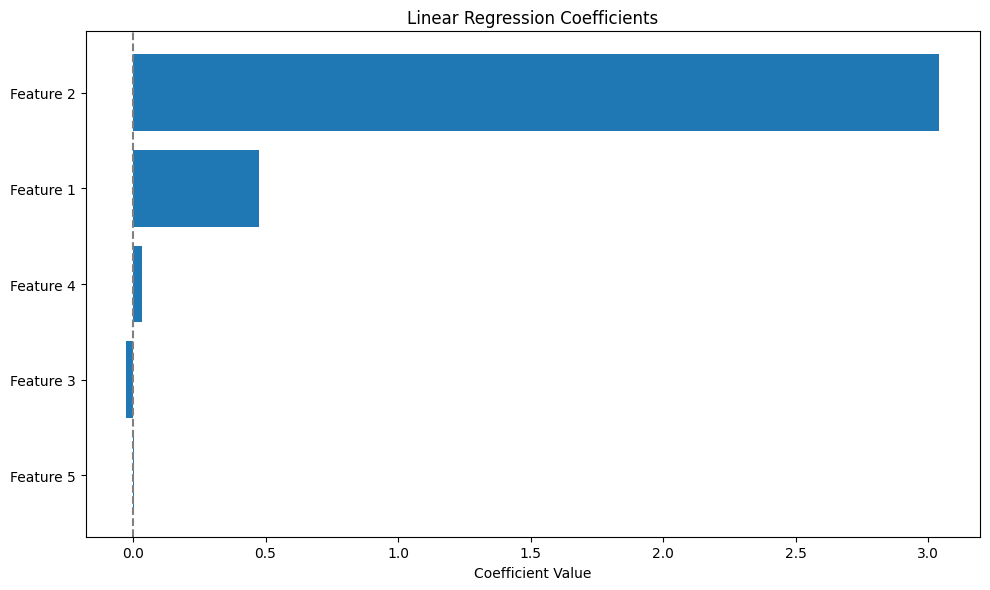 Linear Regression Coefficients
Feature 2
Feature 1
Feature 4
Feature 3
Feature 5
0.0 0.5 1.0 1.5 2.0 2.5 3.0
Coefficient Value